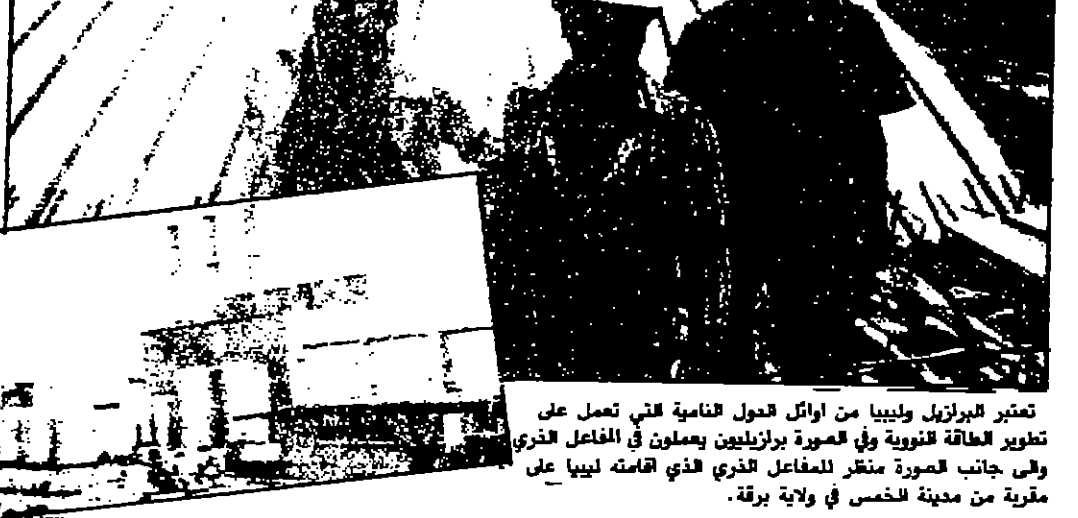 تعتبر البرازيل وليبيا من اوائل الدول النامية التي تعمل على
تطوير الطاقة النووية وفي الصورة برازيليون يعملون في المفاعل الذري
والى جانب الصورة منظر للمفاعل الذري الذي اقامته ليبيا على
مقربة من مدينة الخمس في ولاية برقة.